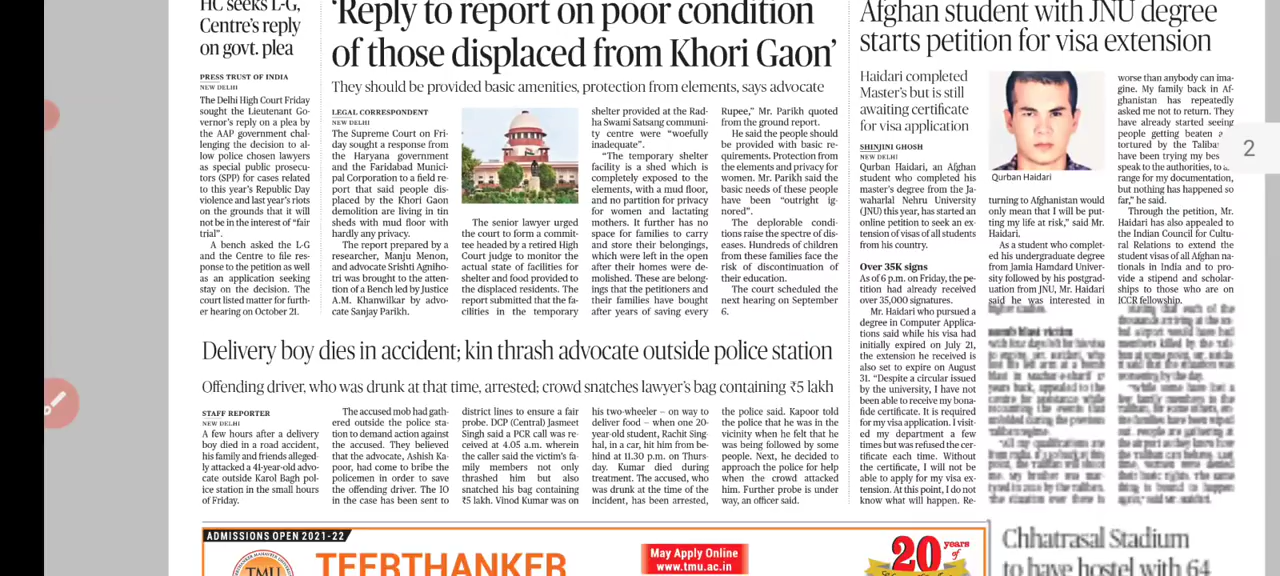 HC seeks L-G,
Centre's reply
on govt. plea
PRESS TRUST OF INDIA
NEW DELHI
The Delhi High Court Friday
sought the Lieutenant Go-
vernor's reply on a plea by
the AAP government chal-
lenging the decision to al-
low police chosen lawyers
as special public prosecu-
tors (SPP) for cases related
to this year's Republic Day
violence and last year's riots
on the grounds that it will
not be in the interest of "fair
trial".
A bench asked the L-G
and the Centre to file res-
ponse to the petition as well
as an application seeking
stay on the decision. The
court listed matter for furth-
er hearing on October 21.
'Reply to report on poor condition
of those displaced from Khori Gaon'
They should be provided basic amenities, protection from elements, says advocate
LEGAL CORRESPONDENT
NEW DELHI
The Supreme Court on Fri-
day sought a response from
the Haryana government
and the Faridabad Munici-
pal Corporation to a field re-
port that said people dis-
placed by the Khori Gaon
demolition are living in tin
sheds with mud floor with
hardly any privacy.
The report prepared by a
researcher, Manju Menon,
and advocate Srishti Agniho-
tri was brought to the atten-
tion of a Bench led by Justice
A.M. Khanwilkar by advo-
cate Sanjay Parikh.
The senior lawyer urged
the court to form a commit-
tee headed by a retired High
Court judge to monitor the
actual state of facilities for
shelter and food provided to
the displaced residents. The
report submitted that the fa-
cilities in the temporary
shelter provided at the Rad-
ha Swami Satsang communi-
ty centre were "woefully
inadequate".
"The temporary shelter
facility is a shed which is
completely exposed to the
elements, with a mud floor,
and no partition for privacy
for women and lactating
mothers. It further has no
space for families to carry
and store their belongings,
which were left in the open
after their homes were de-
molished. These are belong-
ings that the petitioners and
their families have bought
after years of saving every
Rupee," Mr. Parikh quoted
from the ground report.
He said the people should
be provided with basic re-
quirements. Protection from
the elements and privacy for
women. Mr. Parikh said the
basic needs of these people
have been "outright ig-
nored".
The deplorable condi-
tions raise the spectre of dis-
eases. Hundreds of children
from these families face the
risk of discontinuation of
their education.
The court scheduled the
next hearing on September
6.
Afghan student with JNU degree
starts petition for visa extension
Haidari completed
Master's but is still
awaiting certificate
for visa application
SHINJINI GHOSH
NEW DELHI
Qurban Haidari, an Afghan
student who completed his
master's degree from the Ja-
waharlal Nehru University
(JNU) this year, has started an
online petition to seek an ex-
tension of visas of all students
from his country.
Over 35K signs
As of 6 p.m. on Friday, the pe-
tition had already received
over 35,000 signatures.
Mr. Haidari who pursued a
degree in Computer Applica-
tions said while his visa had
initially expired on July 21,
the extension he received is
also set to expire on August
31. "Despite a circular issued
by the university, I have not
been able to receive my bona-
fide certificate. It is required
for my visa application. I vi-
sited my department a few
times but was refused the cer-
tificate each time. Without
the certificate, I will not be
able to apply for my visa ex-
tension. At this point, I do not
know what will happen. Re-
Qurban Haidari
turning to Afghanistan would
only mean that I will be put-
ting my life at risk," said Mr.
Haidari.
As a student who complet-
ed his undergraduate degree
from Jamia Hamdard Univer-
sity followed by his postgrad-
uation from JNU, Mr. Haidari
said he was interested in
higher studies.
worse than anybody can ima-
gine. My family back in Af-
ghanistan has repeatedly
asked me not to return. They
have already started seeing
people getting beaten
tortured by the
have been trying my
speak to the authorities, to
range for my documentation,
but nothing has happened so
far," he said.
Through the petition, Mr.
Haidari has also appealed to
the Indian Council for Cultu-
ral Relations to extend the
student visas of all Afghan na-
tionals in India and to pro-
vide a stipend and scholar-
ships to those who are on
ICCR fellowship.
2
Delivery boy dies in accident; kin thrash advocate outside police station
Offending driver, who was drunk at that time, arrested; crowd snatches lawyer's bag containing ₹5 lakh
STAFF REPORTER
NEW DELHI
A few hours after a delivery
boy died in a road accident,
his family and friends alleged-
ly attacked a 41-year-old advo-
cate outside Karol Bagh pol-
ice station in the small hours
of Friday.
The accused mob had gath-
ered outside the police sta-
tion to demand action against
the accused. They believed
that the advocate, Ashish Ka-
poor, had come to bribe the
policemen in order to save
the offending driver. The IO
in the case has been sent to
district lines to ensure a fair
probe. DCP (Central) Jasmeet
Singh said a PCR call was re-
ceived at 4.05 a.m. wherein
the caller said the victim's fa-
mily members not only
thrashed him but also
snatched his bag containing
₹5 lakh. Vinod Kumar was on
his two-wheeler – on way to
deliver food – when one 20-
year-old student, Rachit Sing-
hal, in a car, hit him from be-
hind at 11.30 p.m. on Thurs-
day. Kumar died during
treatment. The accused, who
was drunk at the time of the
incident, has been arrested,
the police said. Kapoor told
the police that he was in the
vicinity when he felt that he
was being followed by some
people. Next, he decided to
approach the police for help
when the crowd attacked
him. Further probe is under
way, an officer said.
ADMISSIONS OPEN 2021-22
TMU
TEERTHANKER
May Apply Online
www.tmu.ac.in
20 years
of
Chhatrasal Stadium
to have hostel with 64